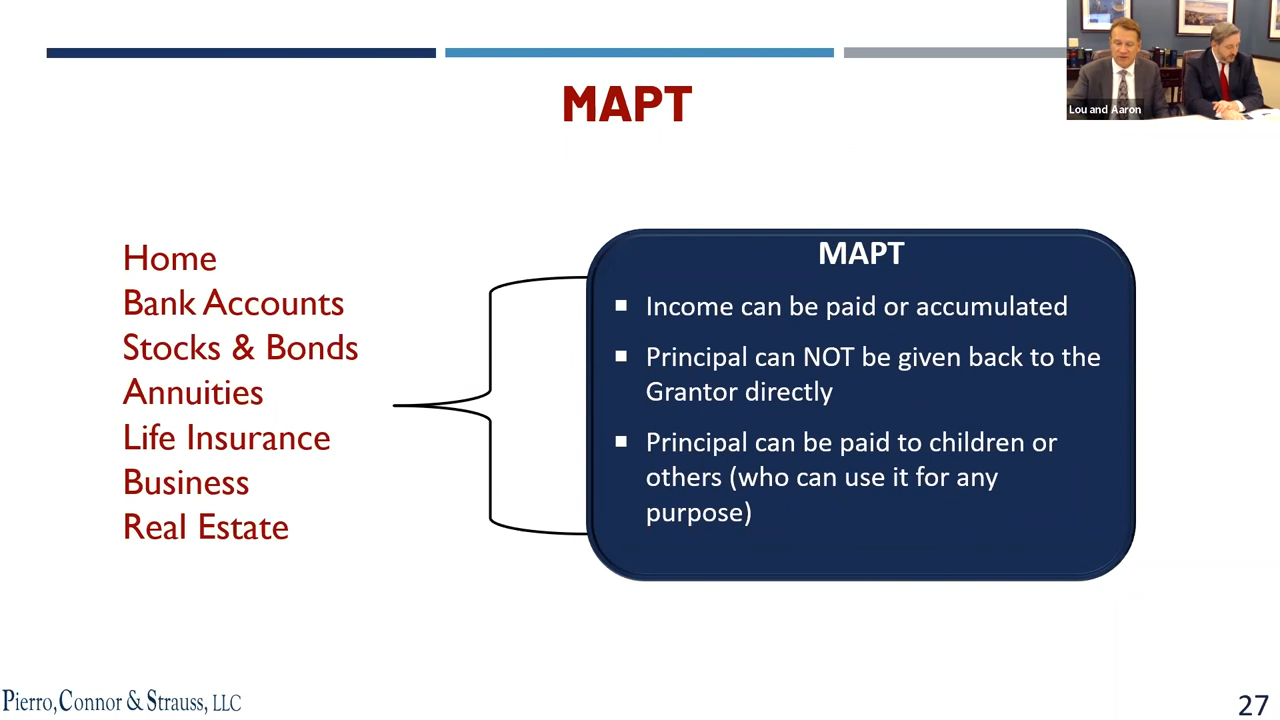 MAPT
Lou and Aaron
Home
Bank Accounts
Stocks & Bonds
Annuities
Life Insurance
Business
Real Estate
MAPT
Income can be paid or accumulated
Principal can NOT be given back to the
Grantor directly
Principal can be paid to children or
others (who can use it for any
purpose)
Pierro, Connor & Strauss, LLC
27